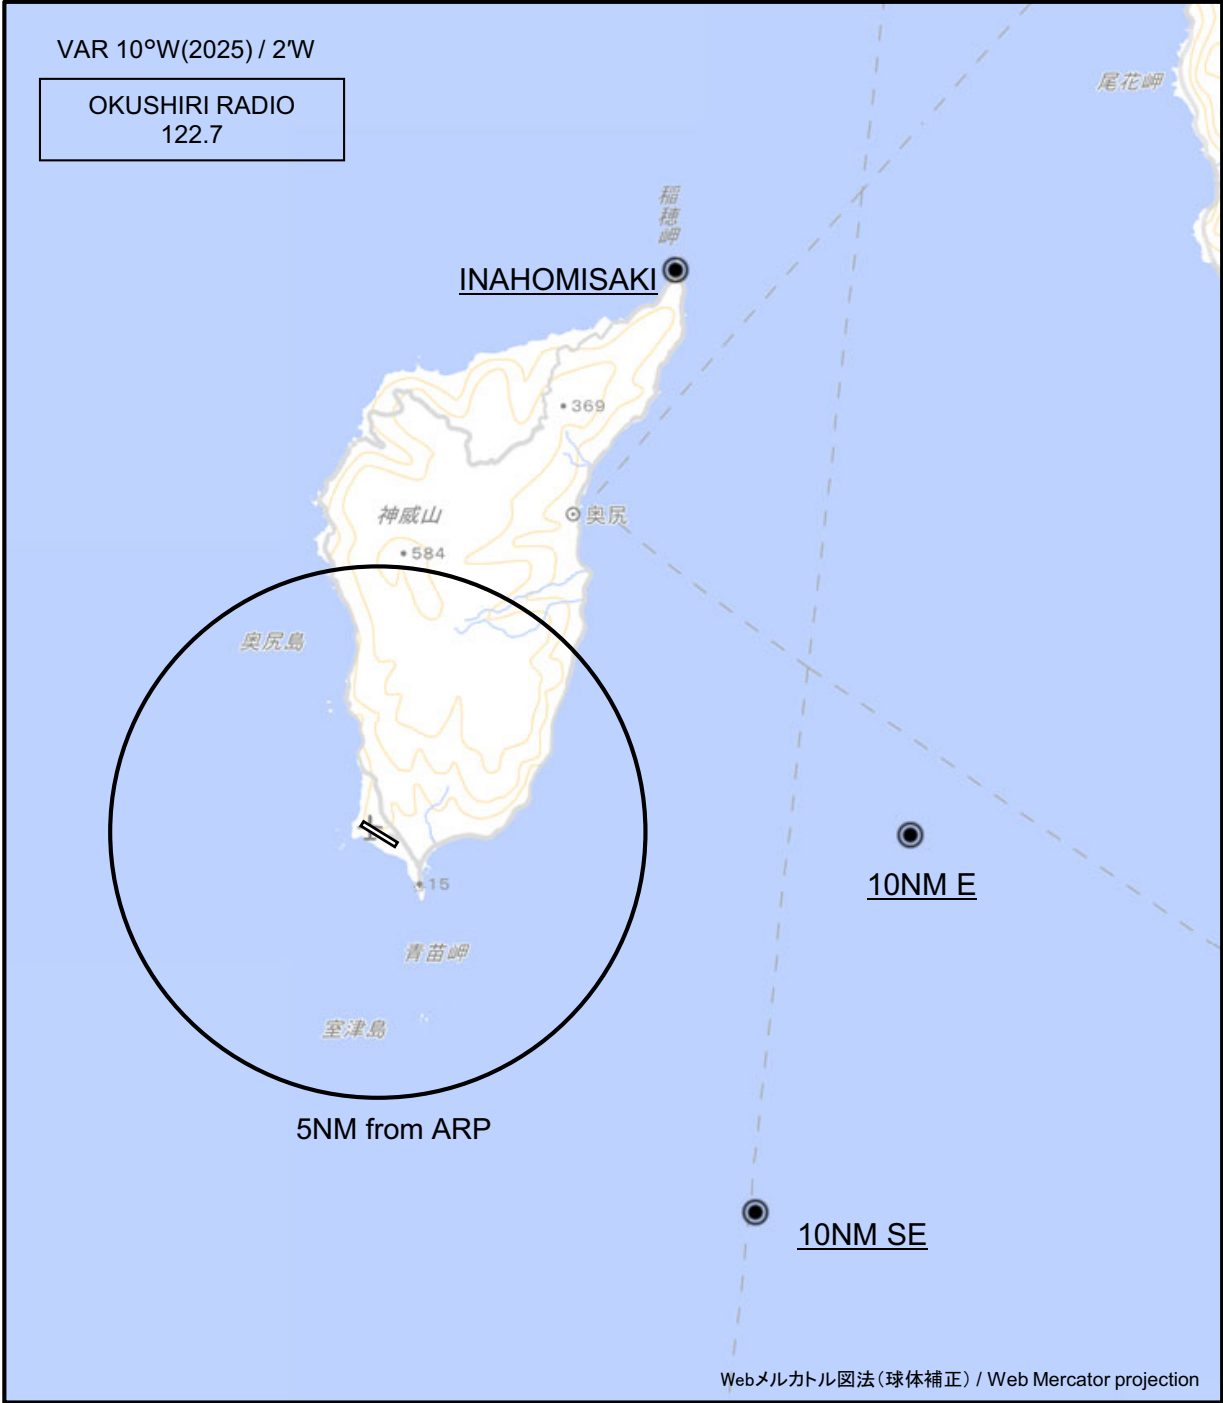 VAR 10°W(2025) / 2'W
OKUSHIRI RADIO
122.7
尾花岬
稲穂岬
INAHOMISAKI
369
神威山
奥尻
584
奥尻島
10NM E
15
青苗岬
室津島
5NM from ARP
10NM SE
Webメルカトル図法(球体補正) / Web Mercator projection